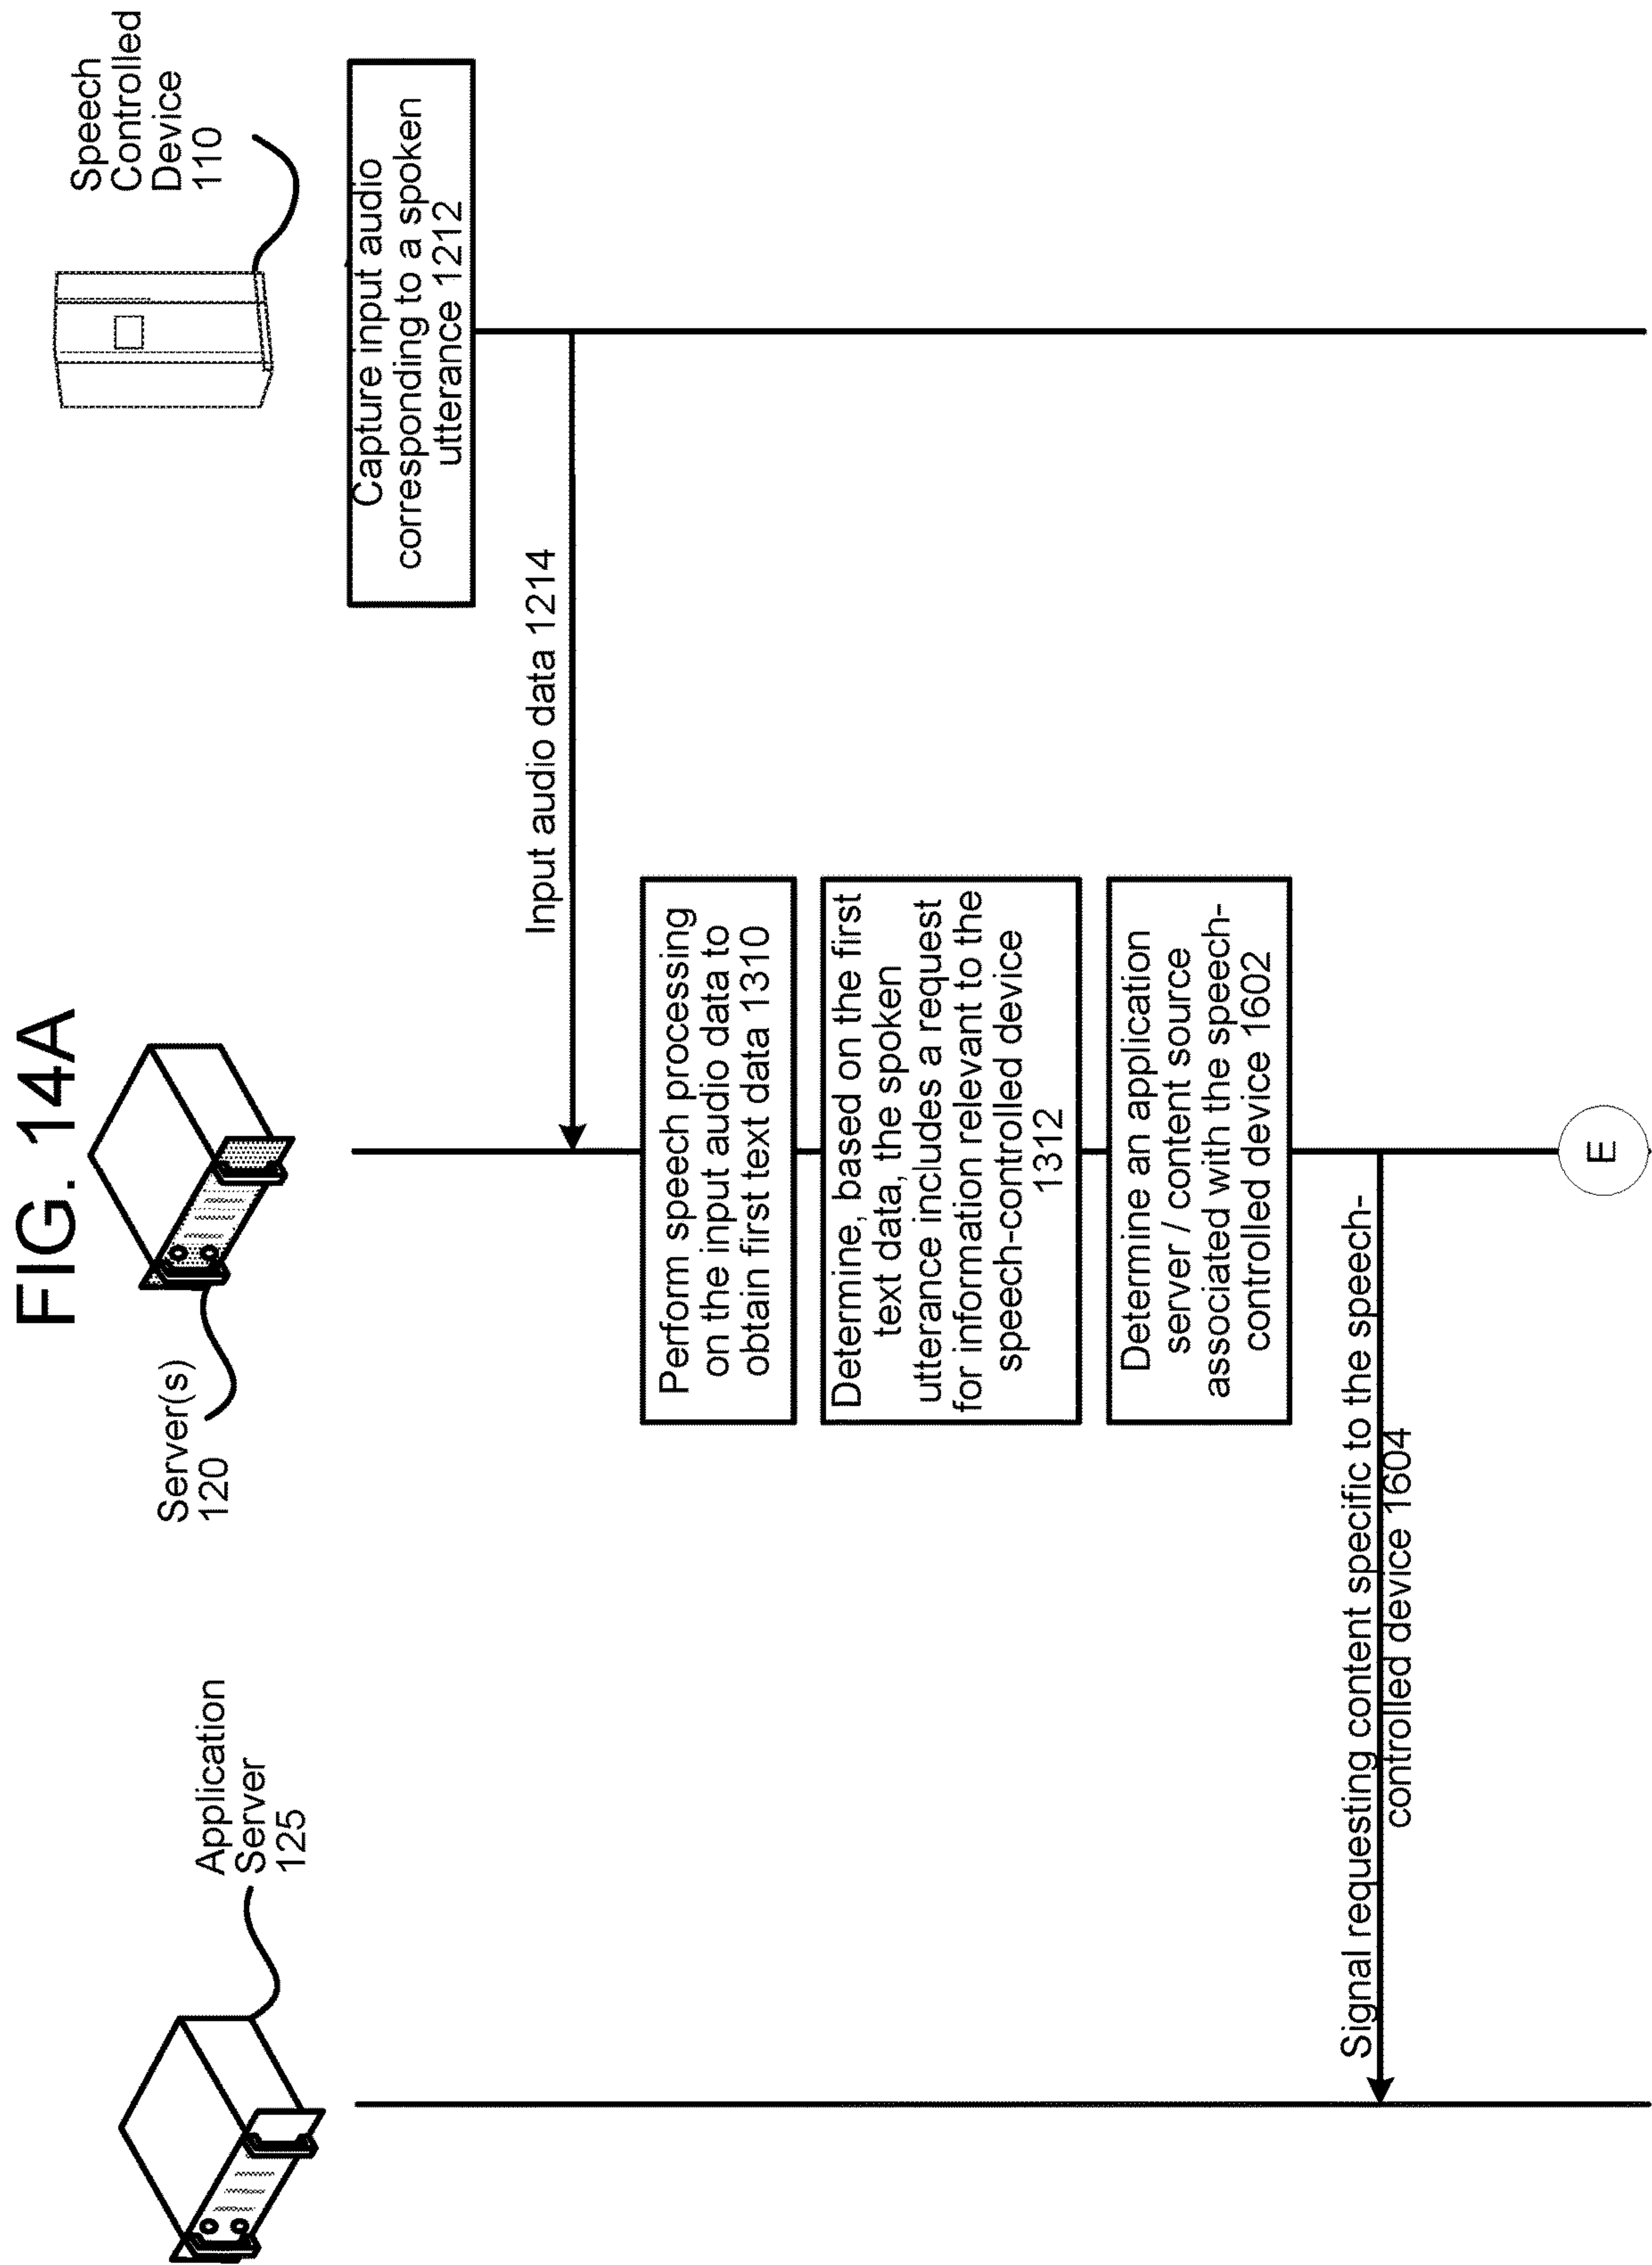 FIG. 14A
Application
Server
125
Server(s)
120
Speech
Controlled
Device
110
Capture input audio
corresponding to a spoken
utterance 1212
Input audio data 1214
Perform speech processing
on the input audio data to
obtain first text data 1310
Determine, based on the first
text data, the spoken
utterance includes a request
for information relevant to the
speech-controlled device
1312
Determine an application
server / content source
associated with the speech-
controlled device 1602
Signal requesting content specific to the speech-
controlled device 1604
E